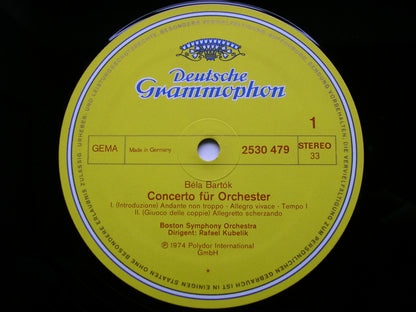 Deutsche
Grammophon
1
GEMA
Made in Germany
2530 479
STEREO
33
Béla Bartók
Concerto für Orchester
I. (Introduzione) Andante non troppo - Allegro vivace - Tempo I
II. (Giuoco delle coppie) Allegretto scherzando
Boston Symphony Orchestra
Dirigent: Rafael Kubelik
Ⓟ 1974 Polydor International
GmbH
*